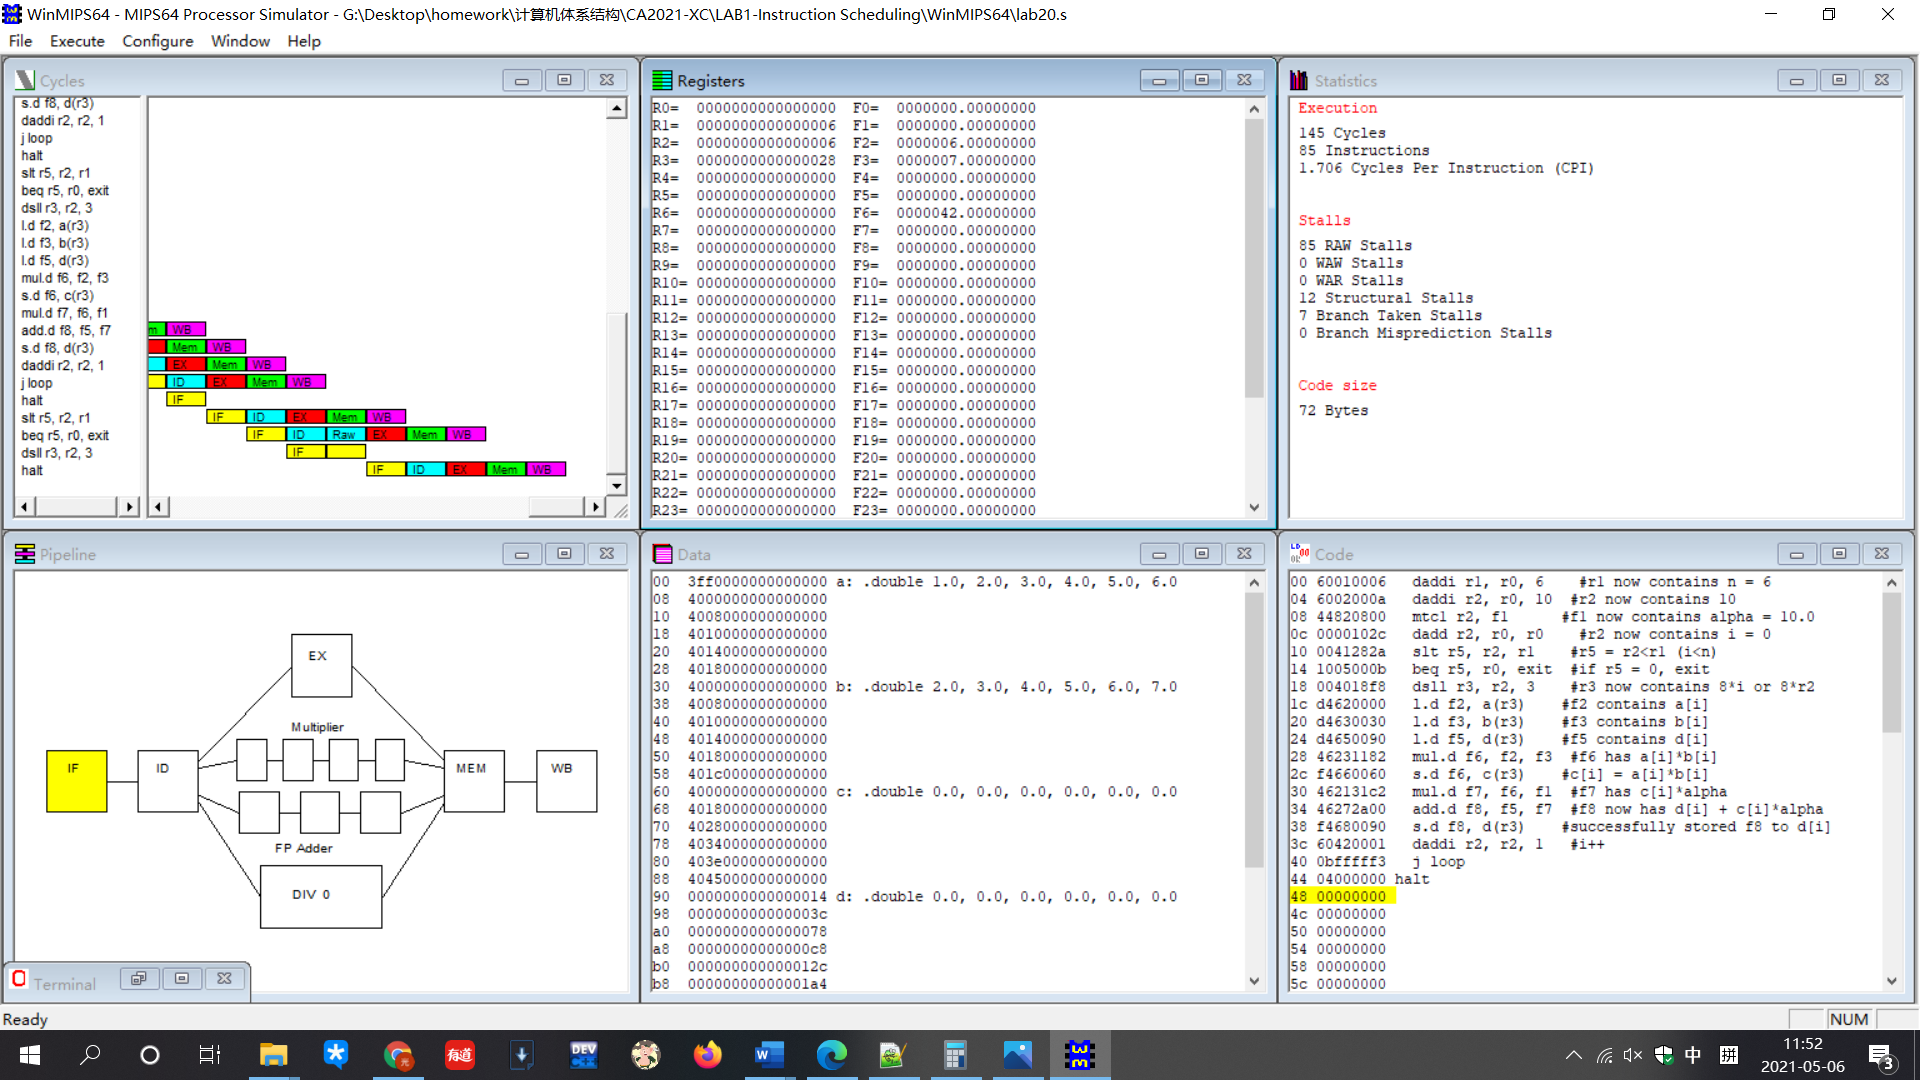 WinMIPS64 - MIPS64 Processor Simulator - G:\Desktop\homework\计算机体系结构\CA2021-XC\LAB1-Instruction Scheduling\WinMIPS64\lab20.s
File Execute Configure Window Help
Cycles
s.d f8, d(r3)
daddi r2, r2, 1
j loop
halt
slt r5, r2, r1
beq r5, r0, exit
dsll r3, r2, 3
l.d f2, a(r3)
l.d f3, b(r3)
l.d f5, d(r3)
mul.d f6, f2, f3
s.d f6, c(r3)
mul.d f7, f6, f1
add.d f8, f5, f7
s.d f8, d(r3)
daddi r2, r2, 1
j loop
halt
slt r5, r2, r1
beq r5, r0, exit
dsll r3, r2, 3
halt
m WB
Mem WB
EX Mem WB
ID EX Mem WB
IF
IF ID EX Mem WB
IF ID Raw EX Mem WB
IF
IF ID EX Mem WB
Registers
R0= 0000000000000000 F0= 0000000.00000000
R1= 0000000000000006 F1= 0000000.00000000
R2= 0000000000000006 F2= 0000006.00000000
R3= 0000000000000028 F3= 0000007.00000000
R4= 0000000000000000 F4= 0000000.00000000
R5= 0000000000000000 F5= 0000000.00000000
R6= 0000000000000000 F6= 0000042.00000000
R7= 0000000000000000 F7= 0000000.00000000
R8= 0000000000000000 F8= 0000000.00000000
R9= 0000000000000000 F9= 0000000.00000000
R10= 0000000000000000 F10= 0000000.00000000
R11= 0000000000000000 F11= 0000000.00000000
R12= 0000000000000000 F12= 0000000.00000000
R13= 0000000000000000 F13= 0000000.00000000
R14= 0000000000000000 F14= 0000000.00000000
R15= 0000000000000000 F15= 0000000.00000000
R16= 0000000000000000 F16= 0000000.00000000
R17= 0000000000000000 F17= 0000000.00000000
R18= 0000000000000000 F18= 0000000.00000000
R19= 0000000000000000 F19= 0000000.00000000
R20= 0000000000000000 F20= 0000000.00000000
R21= 0000000000000000 F21= 0000000.00000000
R22= 0000000000000000 F22= 0000000.00000000
R23= 0000000000000000 F23= 0000000.00000000
Statistics
Execution
145 Cycles
85 Instructions
1.706 Cycles Per Instruction (CPI)
Stalls
85 RAW Stalls
0 WAW Stalls
0 WAR Stalls
12 Structural Stalls
7 Branch Taken Stalls
0 Branch Misprediction Stalls
Code size
72 Bytes
Pipeline
EX
Multiplier
IF ID MEM WB
FP Adder
DIV 0
Terminal
Data
00 3ff0000000000000 a: .double 1.0, 2.0, 3.0, 4.0, 5.0, 6.0
08 4000000000000000
10 4008000000000000
18 4010000000000000
20 4014000000000000
28 4018000000000000
30 4000000000000000 b: .double 2.0, 3.0, 4.0, 5.0, 6.0, 7.0
38 4008000000000000
40 4010000000000000
48 4014000000000000
50 4018000000000000
58 401c000000000000
60 4000000000000000 c: .double 0.0, 0.0, 0.0, 0.0, 0.0, 0.0
68 4018000000000000
70 4028000000000000
78 4034000000000000
80 403e000000000000
88 4045000000000000
90 0000000000000014 d: .double 0.0, 0.0, 0.0, 0.0, 0.0, 0.0
98 000000000000003c
a0 0000000000000078
a8 00000000000000c8
b0 000000000000012c
b8 00000000000001a4
Code
00 60010006 daddi r1, r0, 6 #r1 now contains n = 6
04 6002000a daddi r2, r0, 10 #r2 now contains 10
08 44820800 mtc1 r2, f1 #f1 now contains alpha = 10.0
0c 0000102c dadd r2, r0, r0 #r2 now contains i = 0
10 0041282a slt r5, r2, r1 #r5 = r2<r1 (i<n)
14 1005000b beq r5, r0, exit #if r5 = 0, exit
18 004018f8 dsll r3, r2, 3 #r3 now contains 8*i or 8*r2
1c d4620000 l.d f2, a(r3) #f2 contains a[i]
20 d4630030 l.d f3, b(r3) #f3 contains b[i]
24 d4650090 l.d f5, d(r3) #f5 contains d[i]
28 46231182 mul.d f6, f2, f3 #f6 has a[i]*b[i]
2c f4660060 s.d f6, c(r3) #c[i] = a[i]*b[i]
30 462131c2 mul.d f7, f6, f1 #f7 has c[i]*alpha
34 46272a00 add.d f8, f5, f7 #f8 now has d[i] + c[i]*alpha
38 f4680090 s.d f8, d(r3) #successfully stored f8 to d[i]
3c 60420001 daddi r2, r2, 1 #i++
40 0bfffff3 j loop
44 04000000 halt
48 00000000
4c 00000000
50 00000000
54 00000000
58 00000000
5c 00000000
Ready
NUM
有道
DEV C++
中
拼
11:52
2021-05-06
3